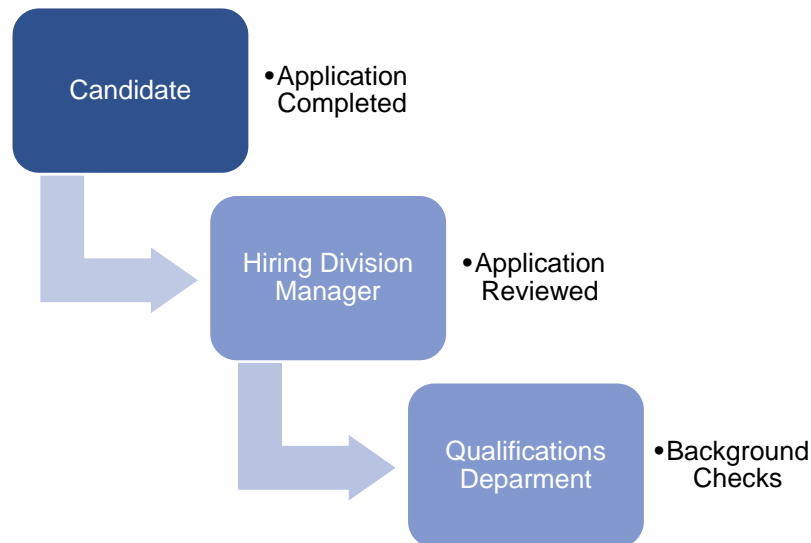 Candidate
•Application
Completed
Hiring Division
Manager
•Application
Reviewed
Qualifications
Deparment
•Background
Checks